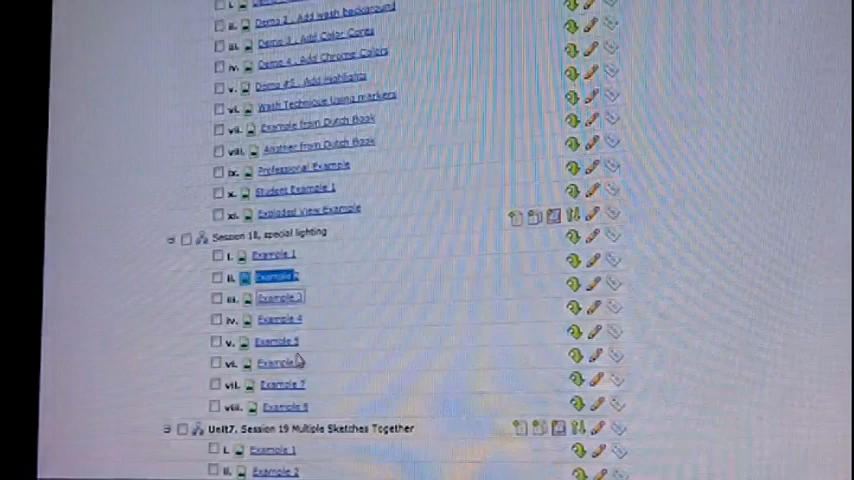 i.
ii. Demo 2 , Add wash background
iii. Demo 3 , Add Color Cores
iv. Demo 4 , Add Chrome Colors
v. Demo #5 , Add Highlights
vi. Wash Technique Using markers
vii. Example from Dutch Book
viii. Another from Dutch Book
ix. Professional Example
x. Student Example 1
xi. Exploded View Example
Session 18, special lighting
i. Example 1
ii. Example 2
iii. Example 3
iv. Example 4
v. Example 5
vi. Example
vii. Example 7
viii. Example 8
Unit7, Session 19 Multiple Sketches Together
i. Example 1
ii. Example 2